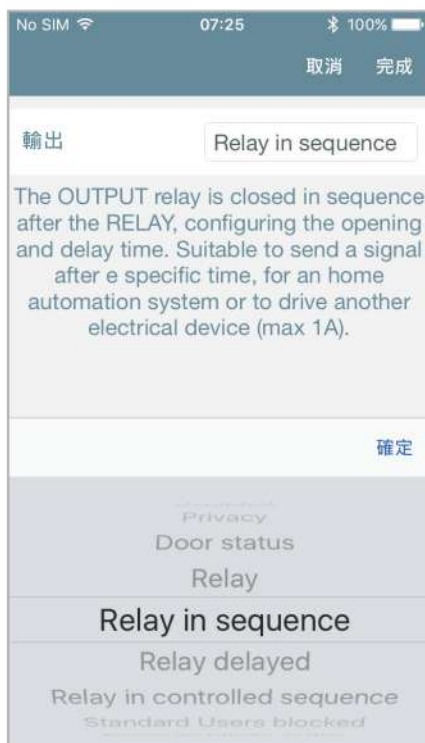 No SIM 07:25 100%
取消 完成
輸出 Relay in sequence
The OUTPUT relay is closed in sequence
after the RELAY, configuring the opening
and delay time. Suitable to send a signal
after e specific time, for an home
automation system or to drive another
electrical device (max 1A).
確定
Privacy
Door status
Relay
Relay in sequence
Relay delayed
Relay in controlled sequence
Standard Users blocked